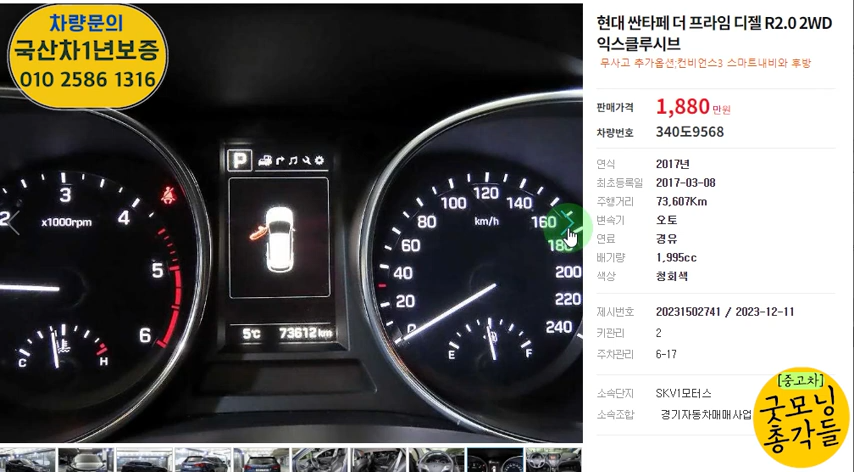 차량문의
국산차1년보증
010 2586 1316
현대 싼타페 더 프라임 디젤 R2.0 2WD
익스클루시브
무사고 추가옵션;컨비언스3 스마트내비와 후방
판매가격 1,880 만원
차량번호 340도9568
연식 2017년
최초등록일 2017-03-08
주행거리 73,607Km
변속기 오토
연료 경유
배기량 1,995cc
색상 청회색
제시번호 20231502741 / 2023-12-11
키관리 2
주차관리 6-17
소속단지 SKV1모터스
소속조합 경기자동차매매사업
[중고차]
굿모닝
총각들
2 3 4 5 6
x1000rpm
C H
P
5℃ 73612km
0 20 40 60 80 100 120 140 160 180 200 220 240
km/h
E F